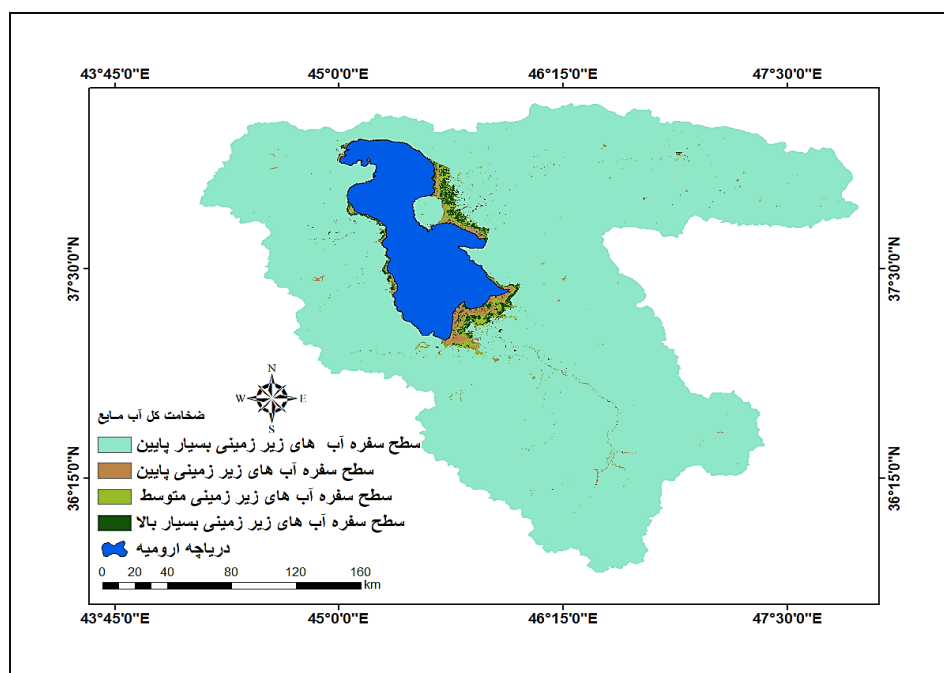 43°45'0"E 45°0'0"E 46°15'0"E 47°30'0"E
37°30'0"N 37°30'0"N
N
W E
S
ضخامت کل آب مایع
سطح سفره آب های زیر زمینی بسیار پایین
سطح سفره آب های زیر زمینی پایین
36°15'0"N 36°15'0"N
سطح سفره آب های زیر زمینی متوسط
سطح سفره آب های زیر زمینی بسیار بالا
دریاچه ارومیه
0 20 40 80 120 160
km
43°45'0"E 45°0'0"E 46°15'0"E 47°30'0"E